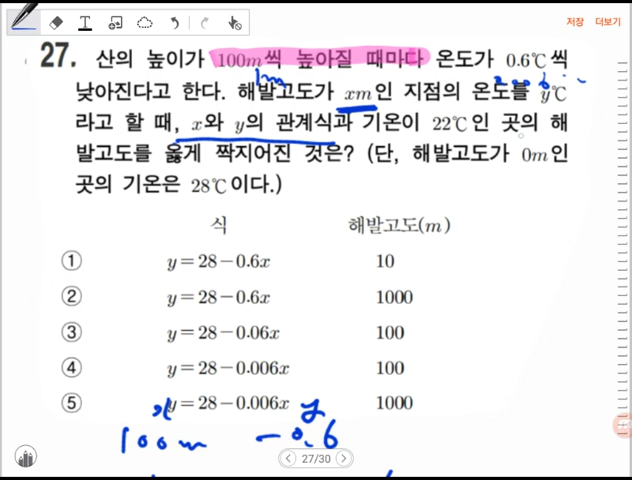 저장 더보기
27. 산의 높이가 100m씩 높아질 때마다 온도가 0.6℃씩
1m
낮아진다고 한다. 해발고도가 xm인 지점의 온도를 y℃
라고 할 때, x와 y의 관계식과 기온이 22℃인 곳의 해
발고도를 옳게 짝지어진 것은? (단, 해발고도가 0m인
곳의 기온은 28℃이다.)
식 해발고도(m)
① y=28-0.6x 10
② y=28-0.6x 1000
③ y=28-0.06x 100
④ y=28-0.006x 100
⑤ y=28-0.006x 1000
x y
100m -0.6
27/30